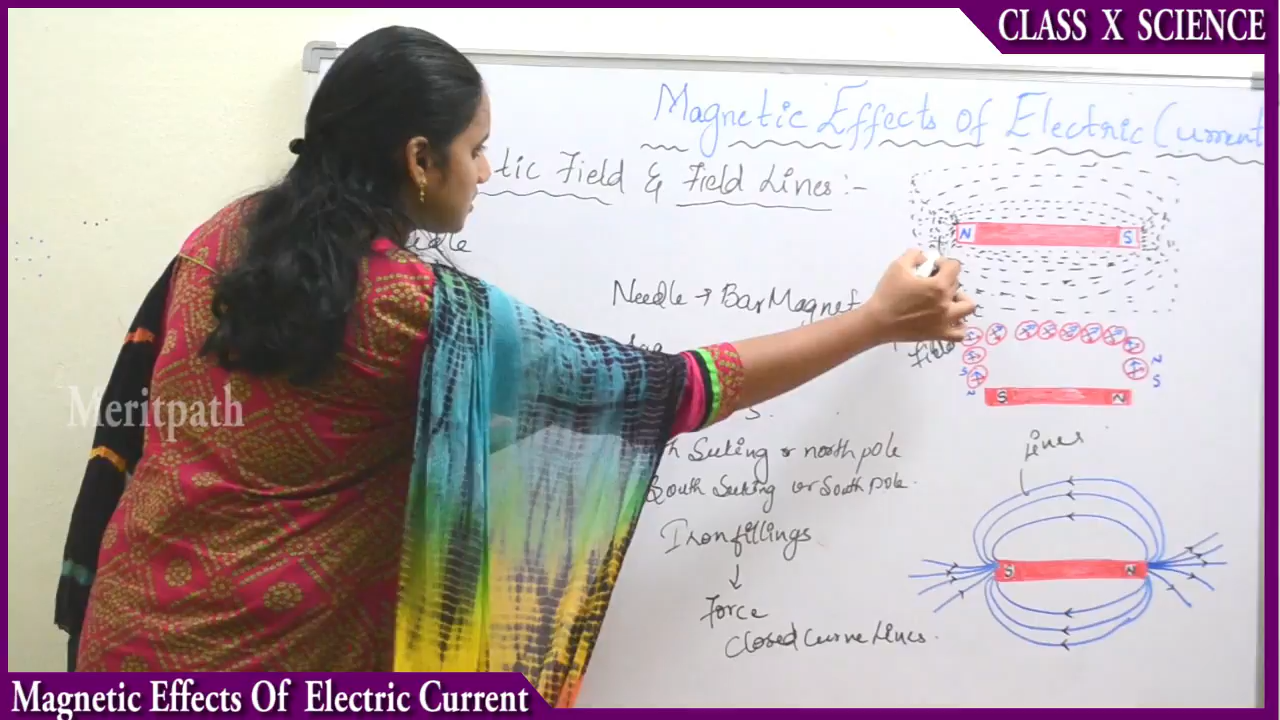 CLASS X SCIENCE
Magnetic Effects of Electric Current
tic Field & Field Lines:-
Needle → Bar Magnet
N
S
Field
N
S
S
N
S
N
S.
Seeking or north pole
South Seeking or South pole.
Lines
Iron fillings
S
N
Force
Closed Curve Lines.
Meritpath
Magnetic Effects Of Electric Current